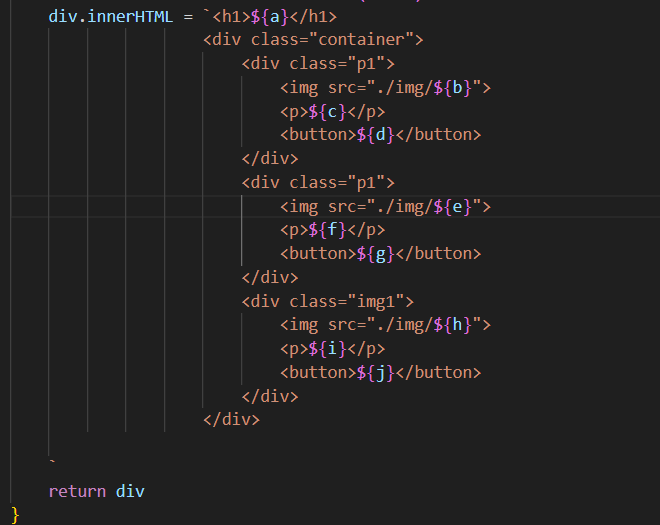 div.innerHTML = `<h1>${a}</h1>
<div class="container">
<div class="p1">
<img src="./img/${b}">
<p>${c}</p>
<button>${d}</button>
</div>
<div class="p1">
<img src="./img/${e}">
<p>${f}</p>
<button>${g}</button>
</div>
<div class="img1">
<img src="./img/${h}">
<p>${i}</p>
<button>${j}</button>
</div>
</div>
`
return div
}